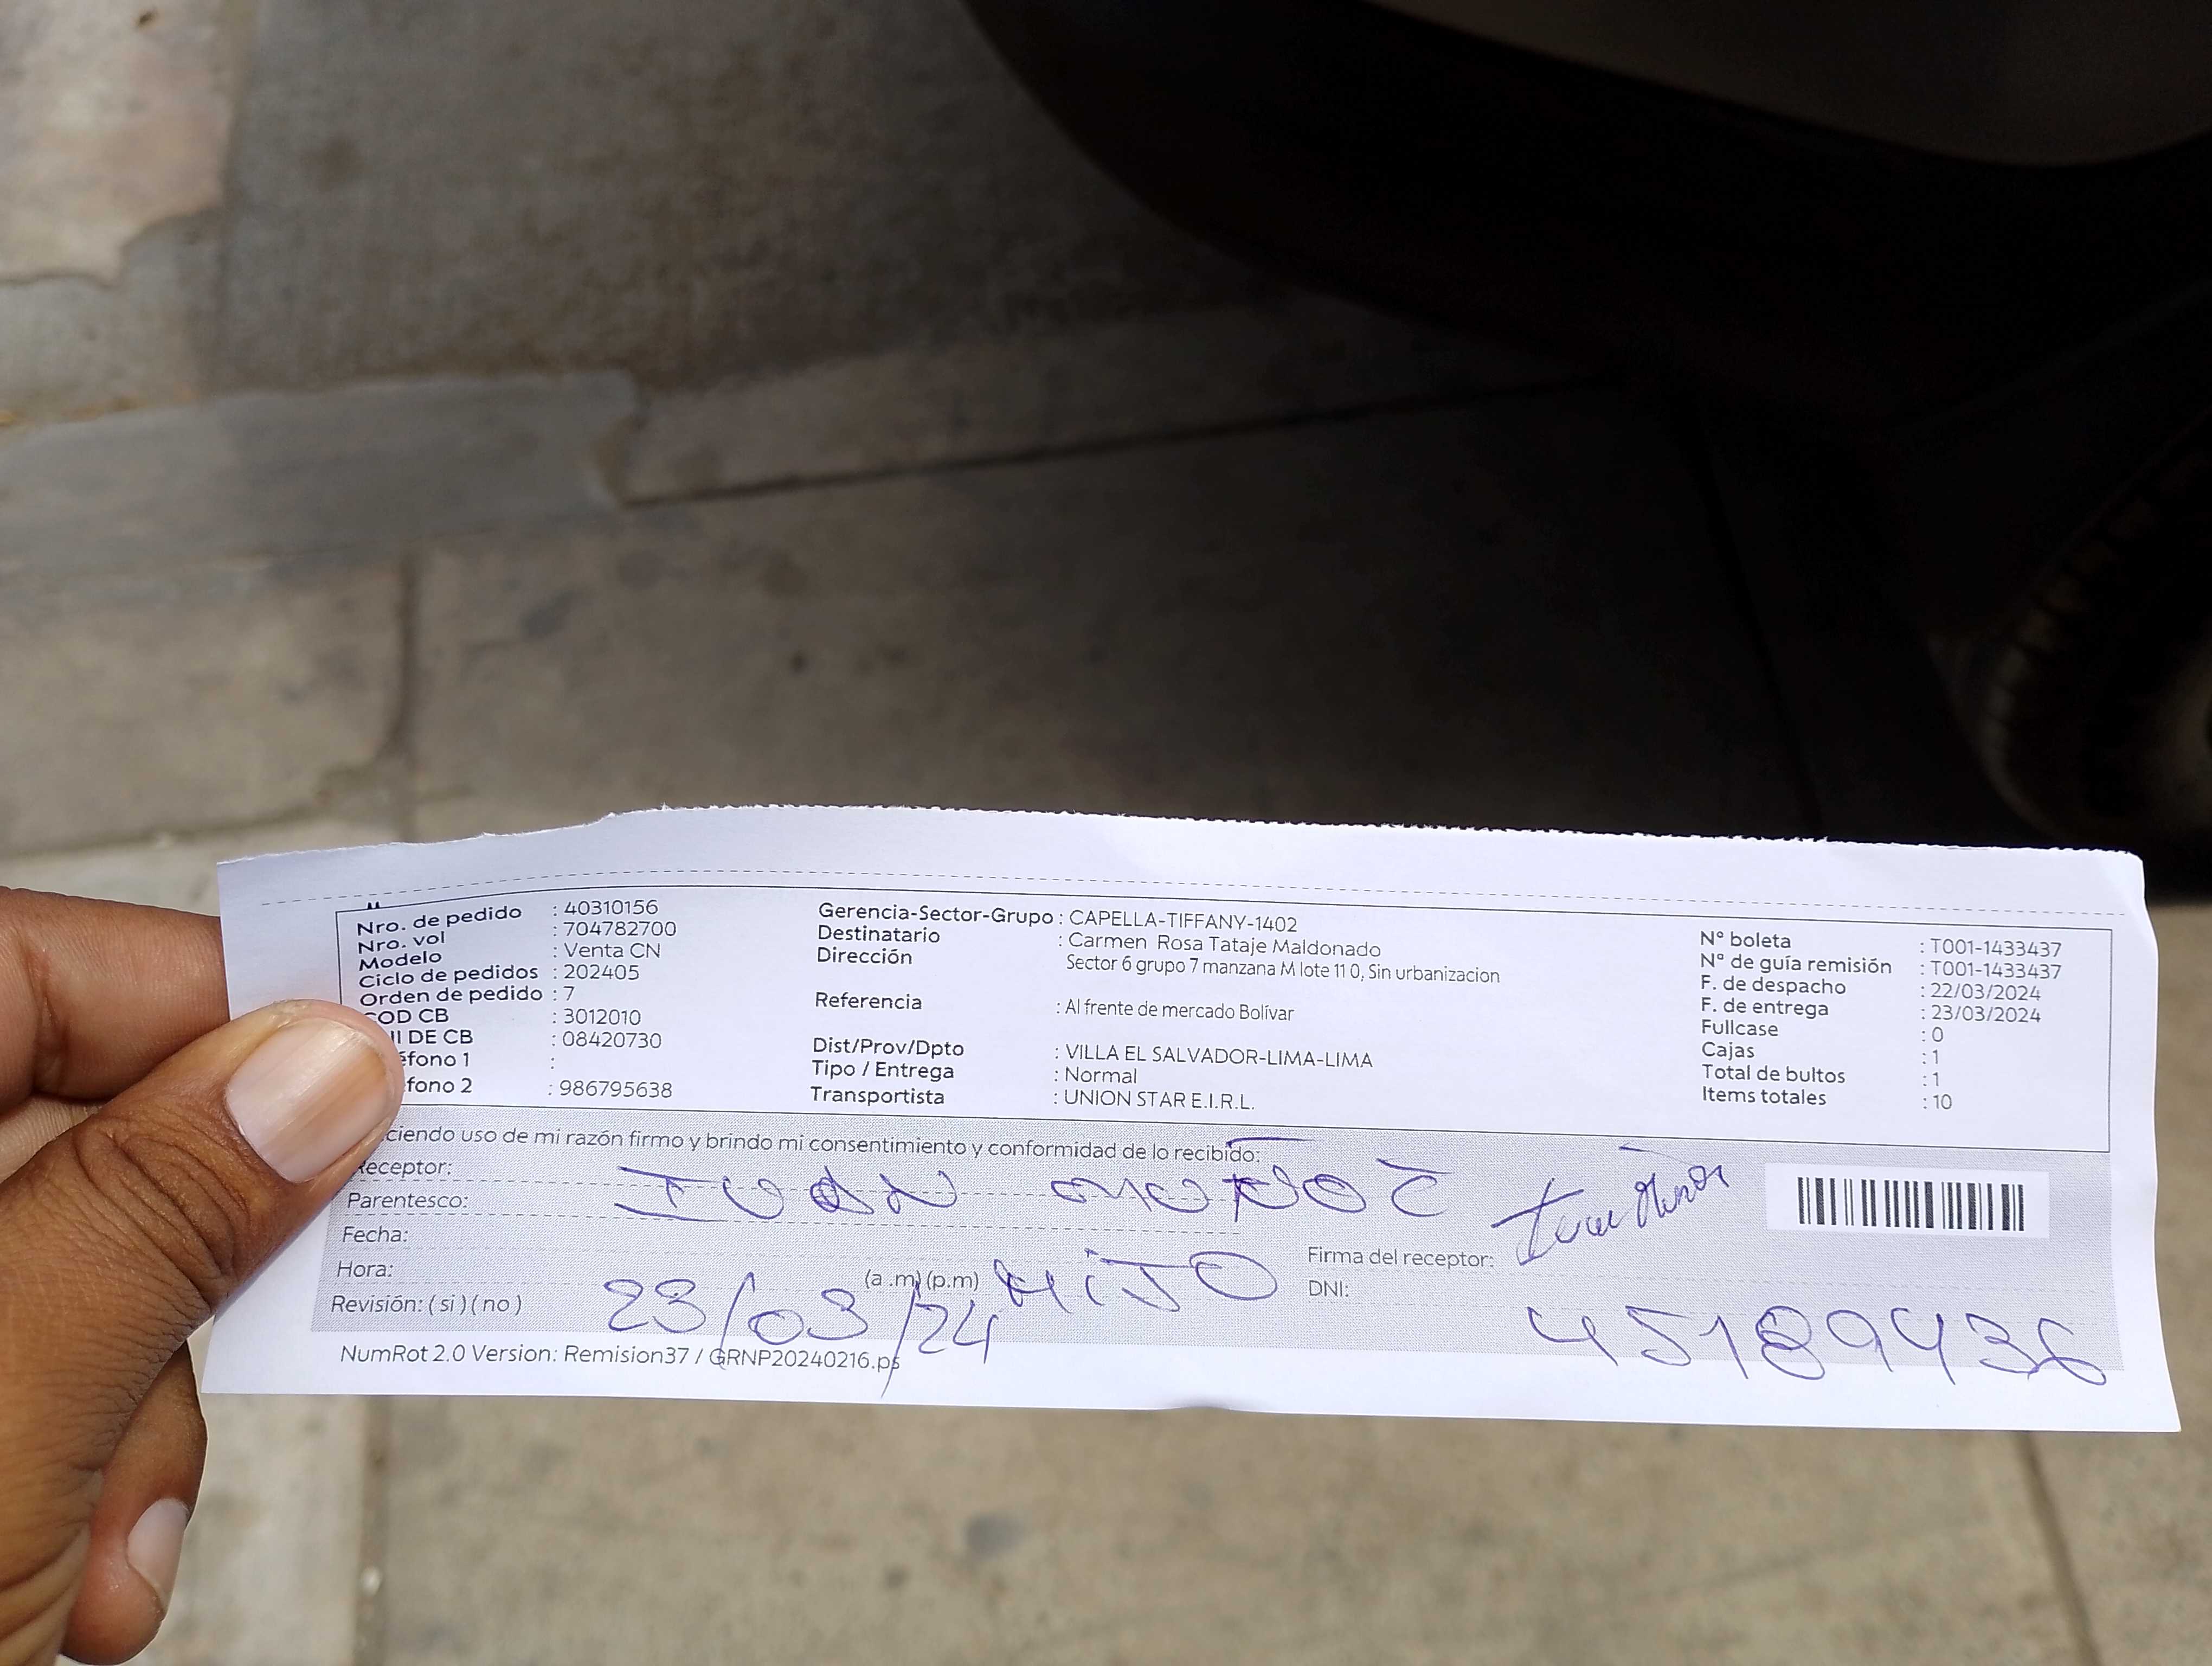 Nro. de pedido : 40310156
Nro. vol : 704782700
Modelo : Venta CN
Ciclo de pedidos : 202405
Orden de pedido : 7
COD CB : 3012010
DE CB : 08420730
éfono 1 :
fono 2 : 986795638
Gerencia-Sector-Grupo : CAPELLA-TIFFANY-1402
Destinatario : Carmen Rosa Tataje Maldonado
Dirección Sector 6 grupo 7 manzana M lote 11 0, Sin urbanizacion
Referencia : Al frente de mercado Bolívar
Dist/Prov/Dpto : VILLA EL SALVADOR-LIMA-LIMA
Tipo / Entrega : Normal
Transportista : UNION STAR E.I.R.L.
N° boleta : T001-1433437
N° de guía remisión : T001-1433437
F. de despacho : 22/03/2024
F. de entrega : 23/03/2024
Fullcase : 0
Cajas : 1
Total de bultos : 1
Items totales : 10
ciendo uso de mi razón firmo y brindo mi consentimiento y conformidad de lo recibido:
Receptor: IVAN
Parentesco:
Fecha:
Hora: (a .m) (p.m) HiJO
Revisión: ( si ) ( no ) 23/03/24
Firma del receptor:
DNI: 45189436
NumRot 2.0 Version: Remision37 / GRNP20240216.ps